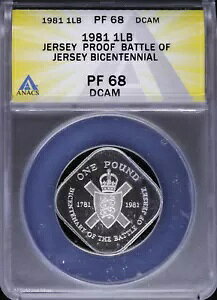 1981 1LB PF 68 DCAM
1981 1LB
JERSEY PROOF BATTLE OF
JERSEY BICENTENNIAL
ANACS
PF 68
DCAM
ONE POUND
1781 1981
BICENTENARY OF THE BATTLE OF JERSEY